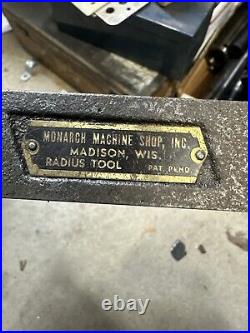 MONARCH MACHINE SHOP, INC.
MADISON, WIS.
RADIUS TOOL PAT. PEND.